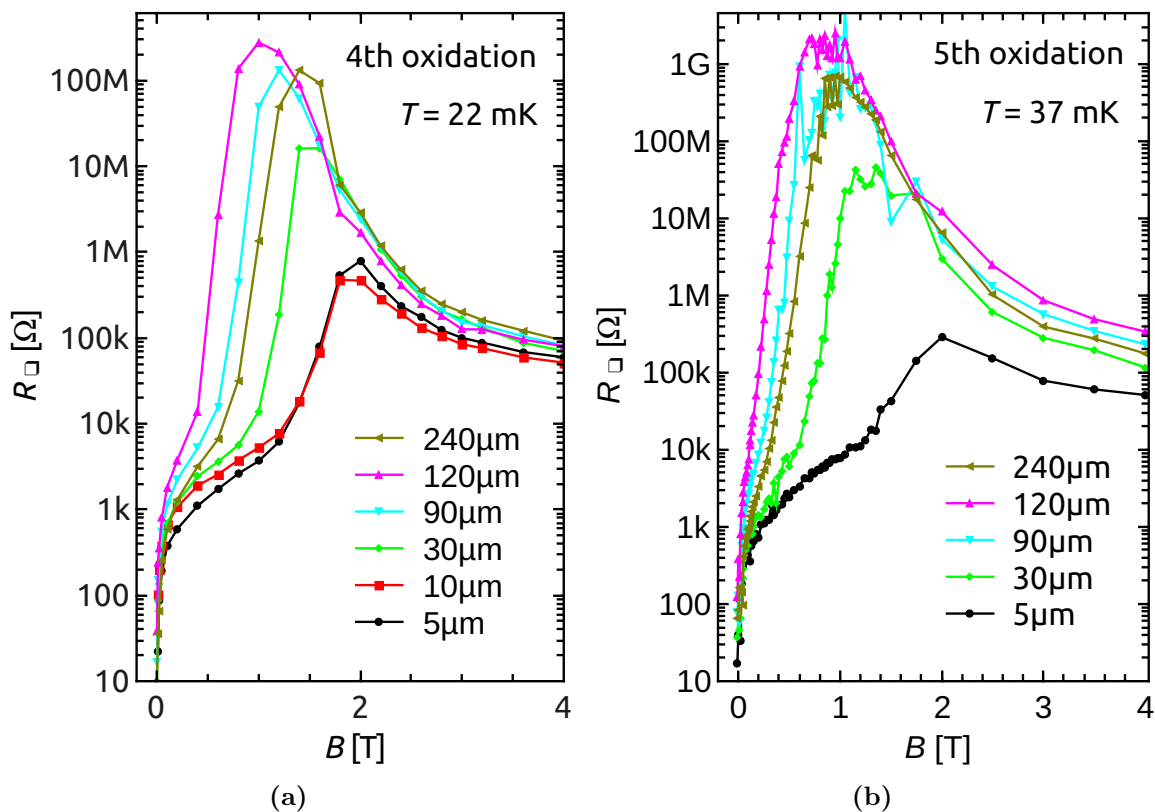 4th oxidation
T = 22 mK
100M
10M
1M
100k
10k
1k
100
10
R□ [Ω]
240µm
120µm
90µm
30µm
10µm
5µm
0
1
2
3
4
B [T]
(a)
5th oxidation
T = 37 mK
1G
100M
10M
1M
100k
10k
1k
100
10
R□ [Ω]
240µm
120µm
90µm
30µm
5µm
0
1
2
3
4
B [T]
(b)